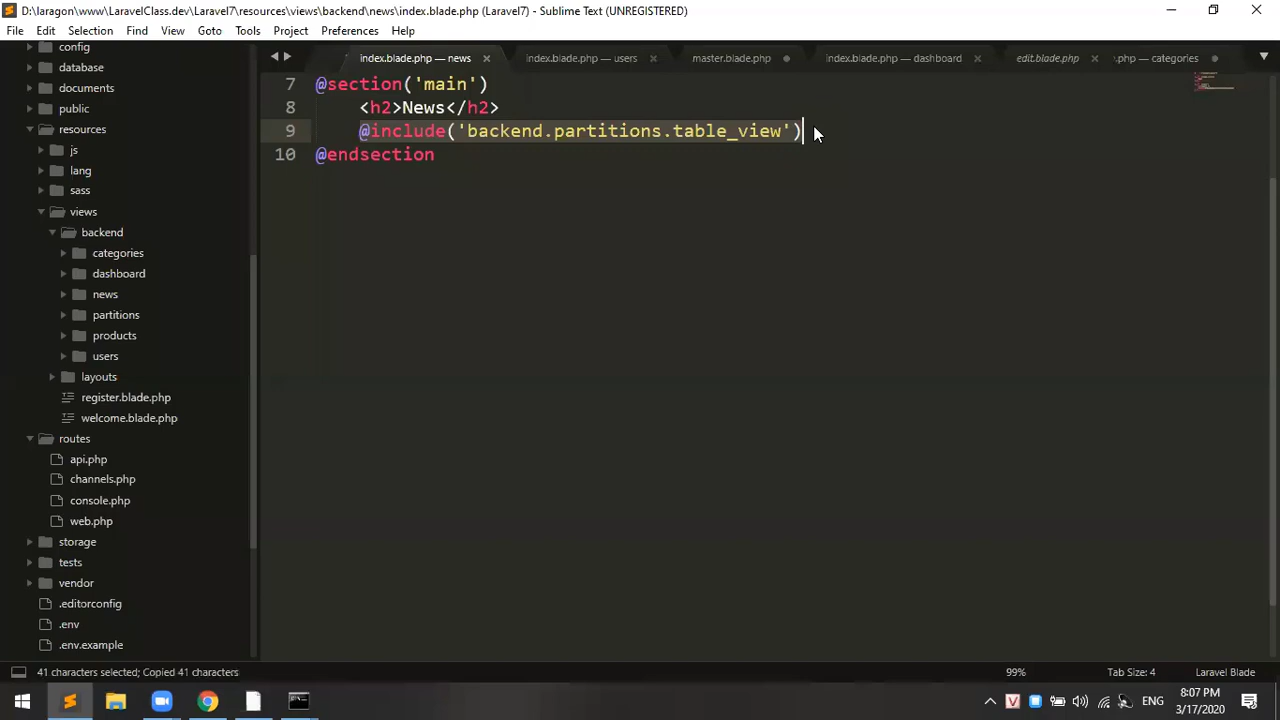 D:\laragon\www\LaravelClass.dev\Laravel7\resources\views\backend\news\index.blade.php (Laravel7) - Sublime Text (UNREGISTERED)
File Edit Selection Find View Goto Tools Project Preferences Help
config
database
documents
public
resources
js
lang
sass
views
backend
categories
dashboard
news
partitions
products
users
layouts
register.blade.php
welcome.blade.php
routes
api.php
channels.php
console.php
web.php
storage
tests
vendor
.editorconfig
.env
.env.example
index.blade.php — news index.blade.php — users master.blade.php index.blade.php — dashboard edit.blade.php .php — categories
7 @section('main')
8 <h2>News</h2>
9 @include('backend.partitions.table_view')
10 @endsection
41 characters selected; Copied 41 characters 99% Tab Size: 4 Laravel Blade
V ENG 8:07 PM
3/17/2020